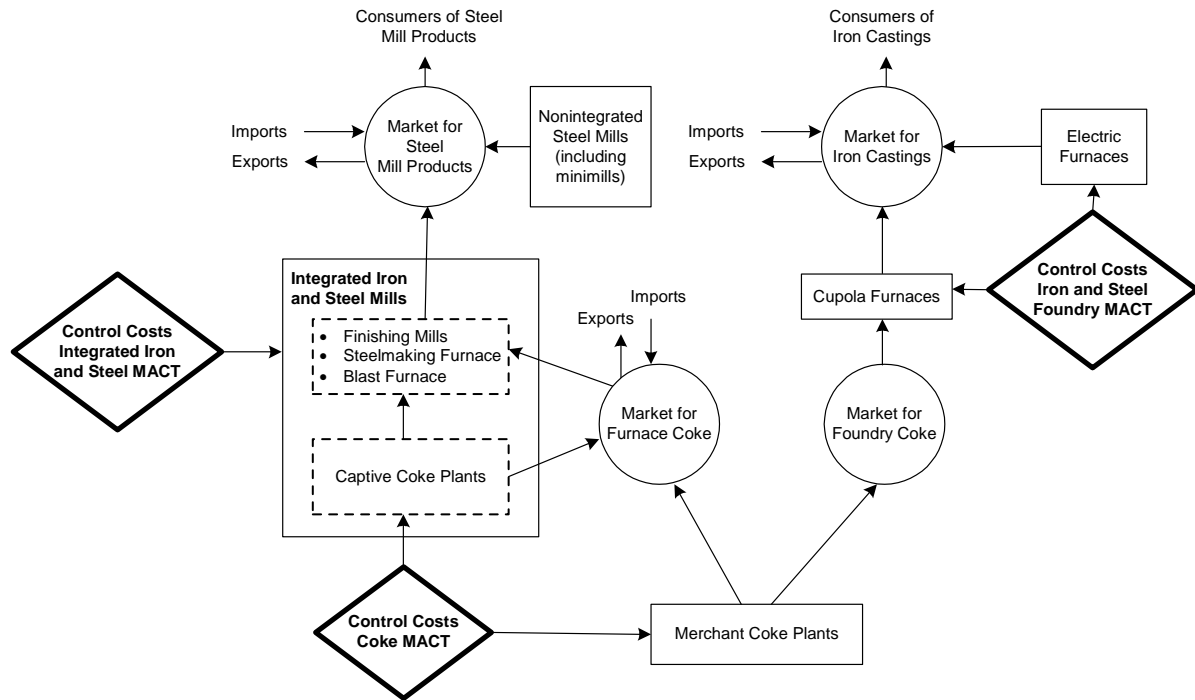 Consumers of Steel
Mill Products
Consumers of
Iron Castings
Imports
Exports
Market for
Steel
Mill Products
Nonintegrated
Steel Mills
(including
minimills)
Imports
Exports
Market for
Iron Castings
Electric
Furnaces
Control Costs
Integrated Iron
and Steel MACT
Integrated Iron
and Steel Mills
• Finishing Mills
• Steelmaking Furnace
• Blast Furnace
Captive Coke Plants
Imports
Exports
Market for
Furnace Coke
Cupola Furnaces
Control Costs
Iron and Steel
Foundry MACT
Market for
Foundry Coke
Control Costs
Coke MACT
Merchant Coke Plants